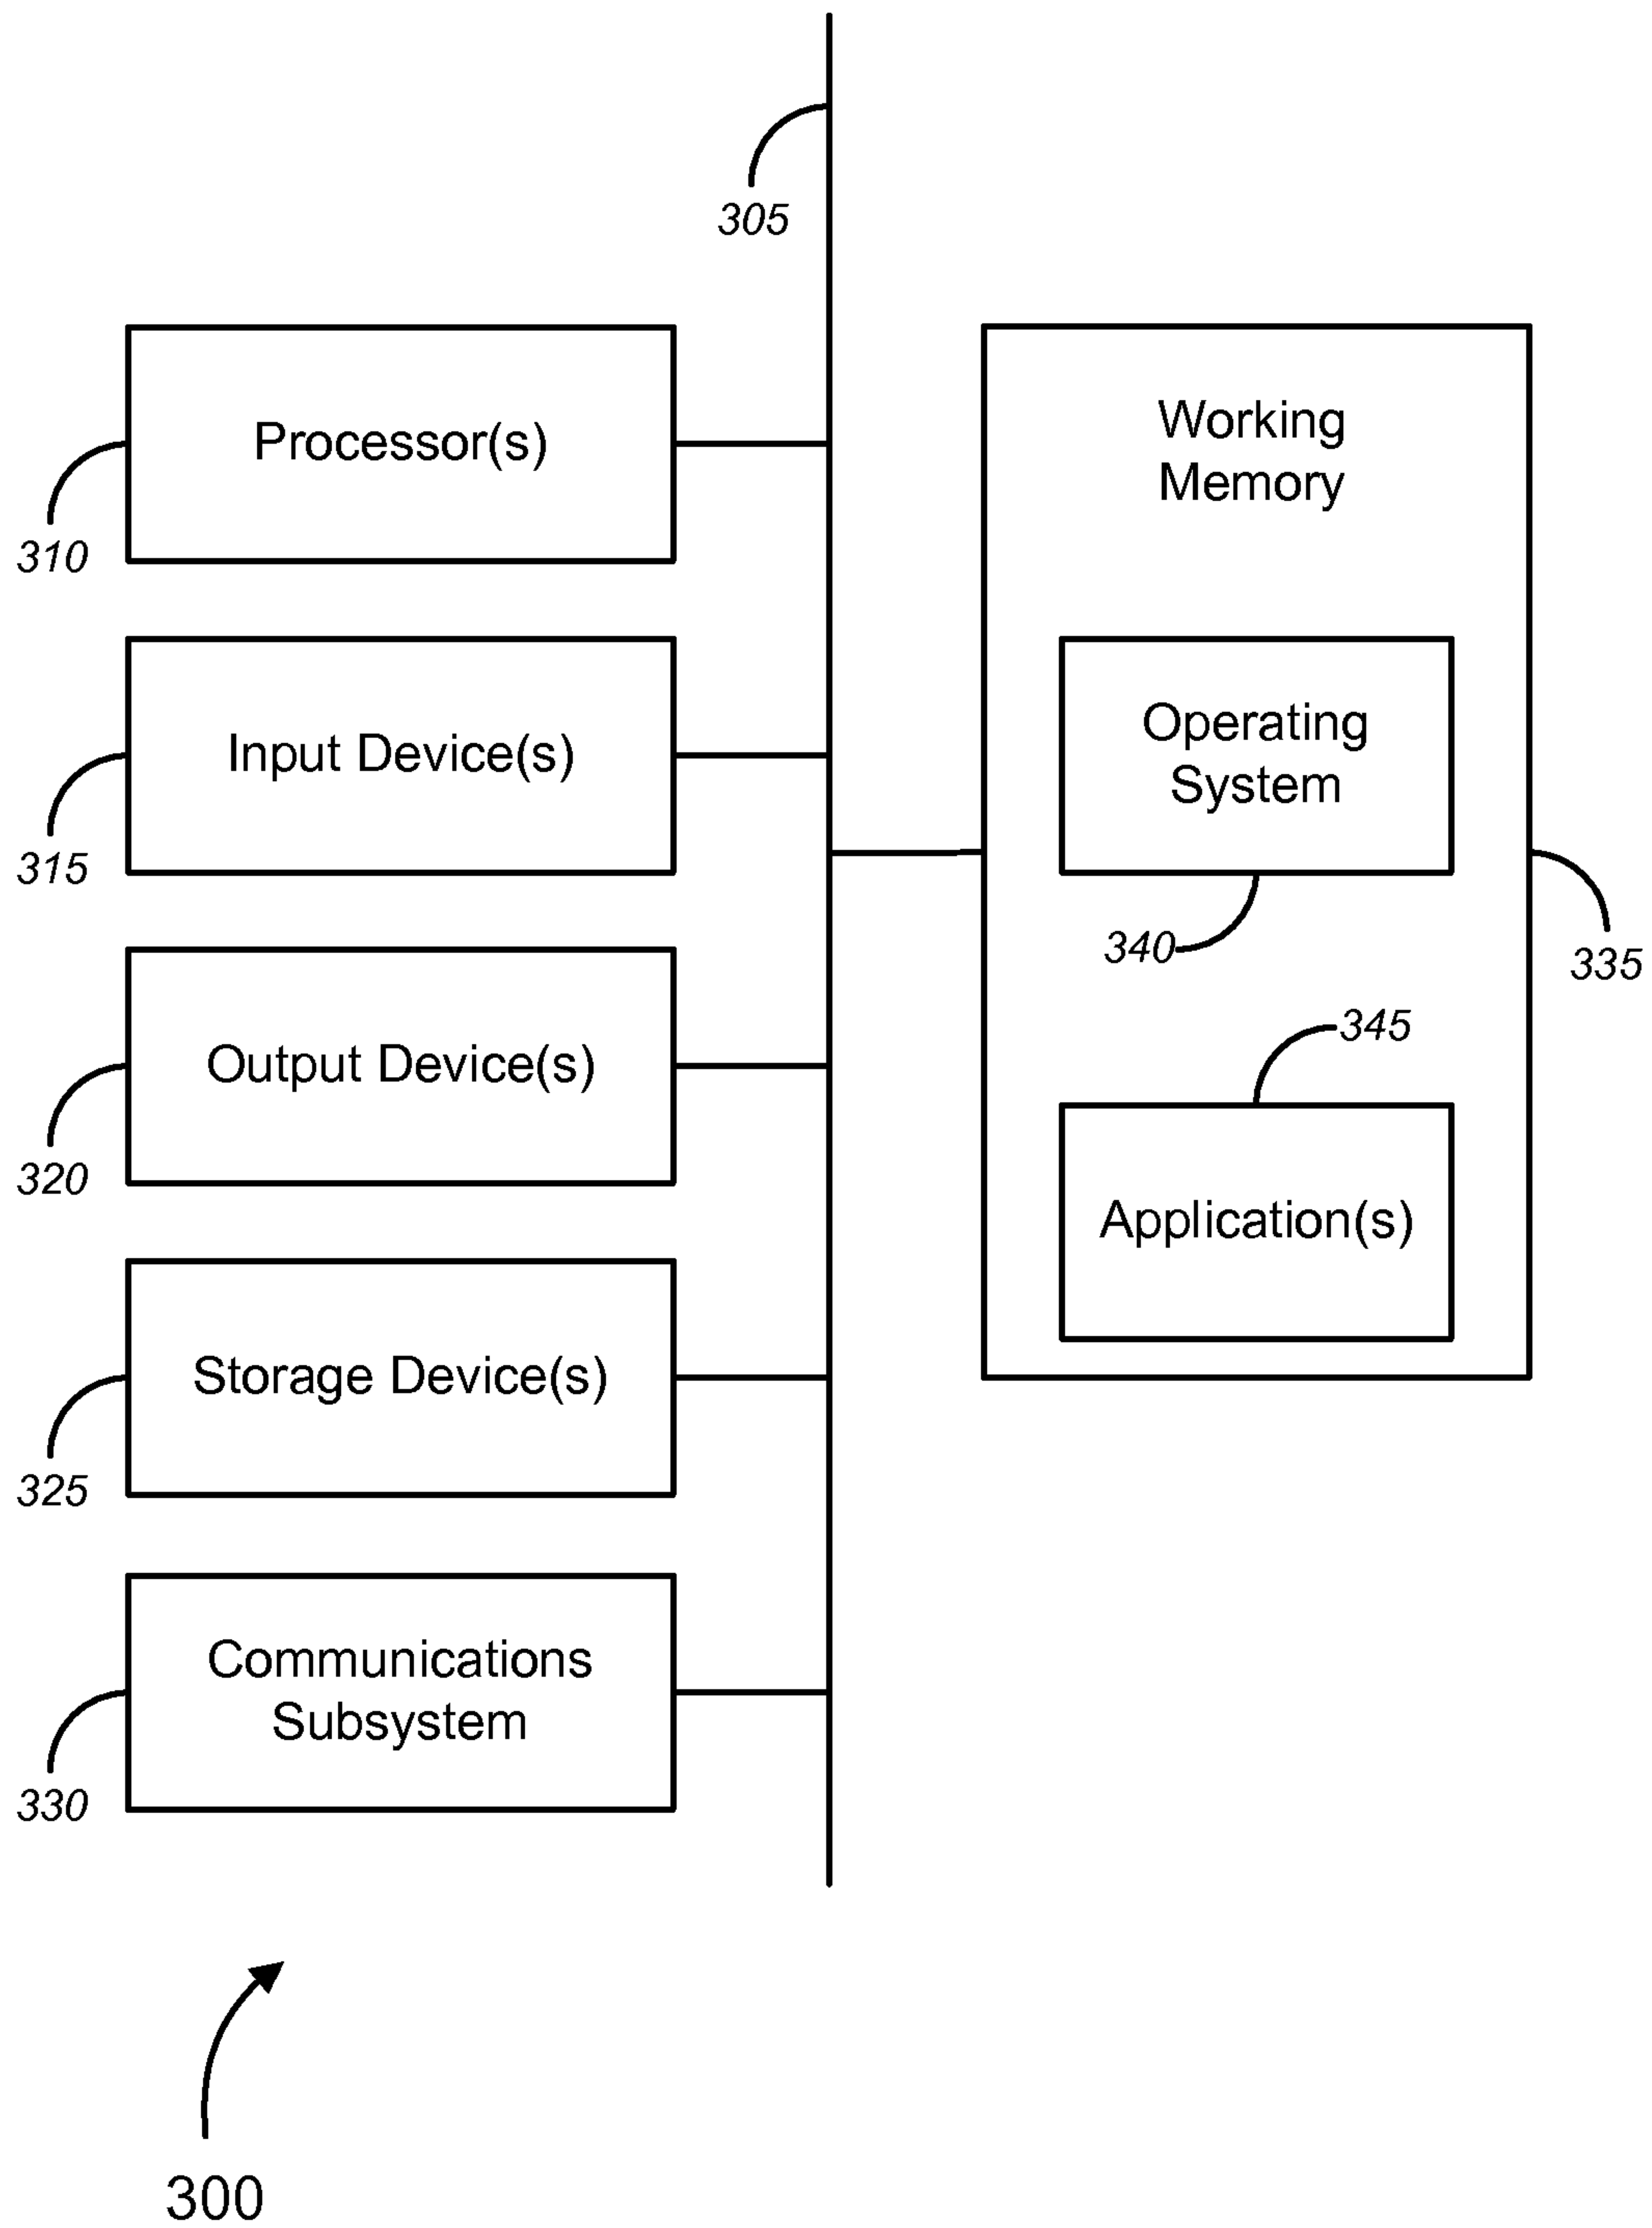 305
Processor(s)
310
Working
Memory
Input Device(s)
315
Operating
System
340
335
Output Device(s)
320
345
Application(s)
Storage Device(s)
325
Communications
Subsystem
330
300